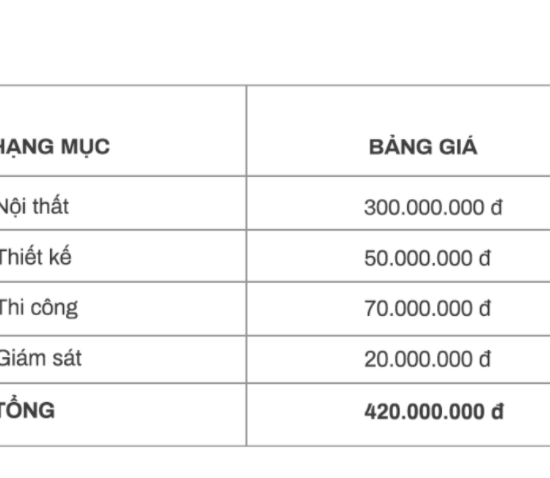 HẠNG MỤC BẢNG GIÁ
Nội thất 300.000.000 đ
Thiết kế 50.000.000 đ
Thi công 70.000.000 đ
Giám sát 20.000.000 đ
TỔNG 420.000.000 đ